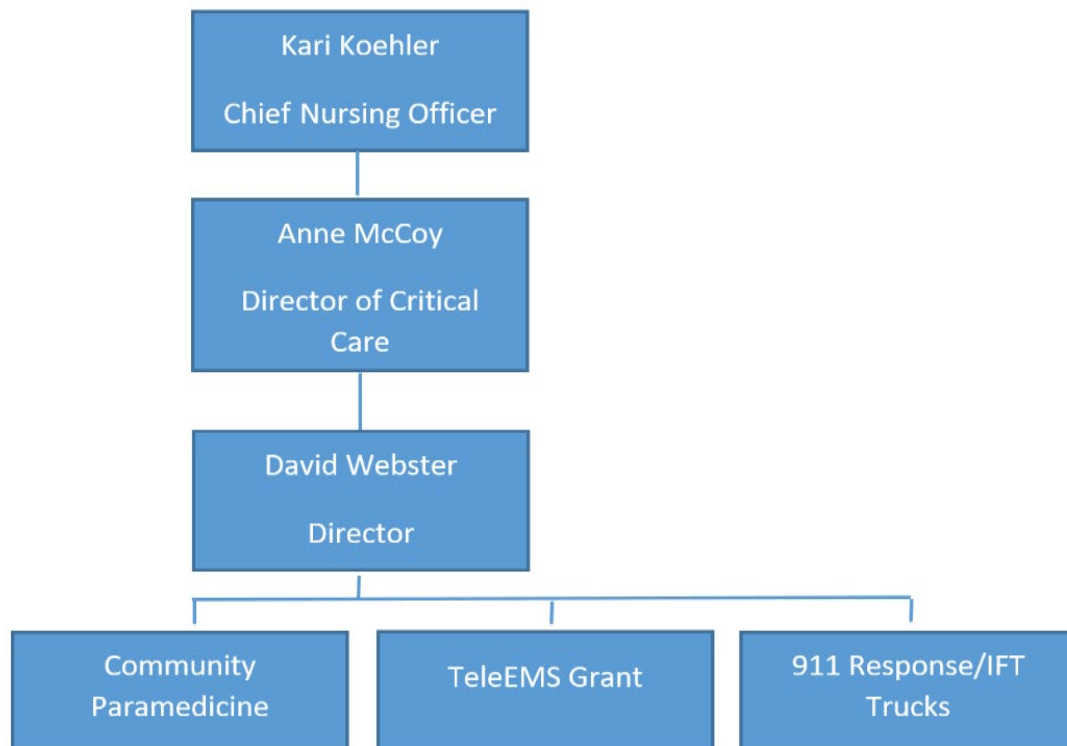 Kari Koehler
Chief Nursing Officer
Anne McCoy
Director of Critical
Care
David Webster
Director
Community
Paramedicine
TeleEMS Grant
911 Response/IFT
Trucks